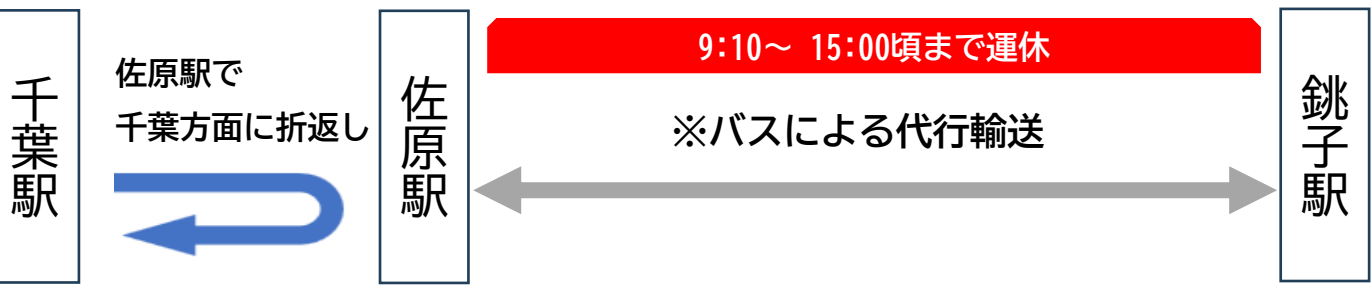 千葉駅
佐原駅で
千葉方面に折返し
佐原駅
9:10～ 15:00頃まで運休
※バスによる代行輸送
銚子駅